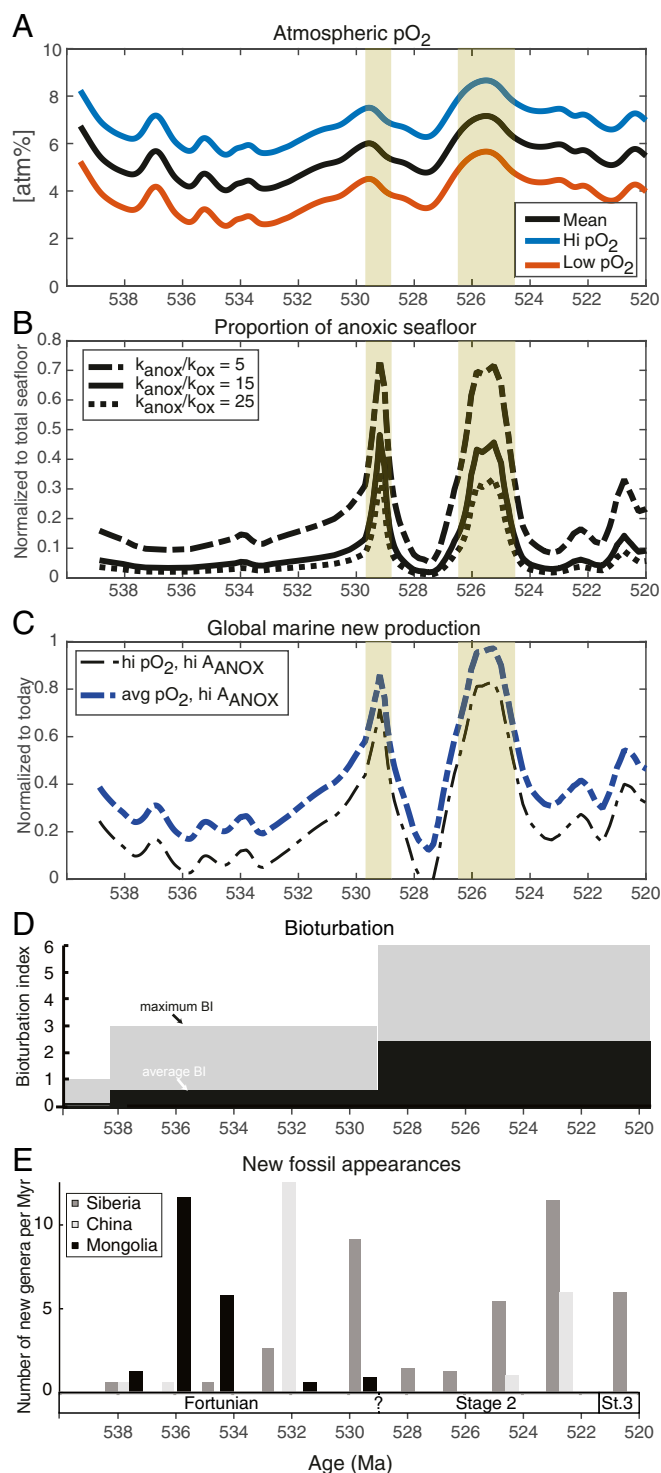 A
Atmospheric pO2
[atm%]
10
8
6
4
2
0
Mean
Hi pO2
Low pO2
538 536 534 532 530 528 526 524 522 520
B
Proportion of anoxic seafloor
Normalized to total seafloor
0.8
0.7
0.6
0.5
0.4
0.3
0.2
0.1
0
kanox/kox = 5
kanox/kox = 15
kanox/kox = 25
538 536 534 532 530 528 526 524 522 520
C
Global marine new production
Normalized to today
1
0.8
0.6
0.4
0.2
0
hi pO2, hi AANOX
avg pO2, hi AANOX
538 536 534 532 530 528 526 524 522 520
D
Bioturbation
Bioturbation index
6
5
4
3
2
1
0
maximum BI
average BI
538 536 534 532 530 528 526 524 522 520
E
New fossil appearances
Number of new genera per Myr
10
5
0
Siberia
China
Mongolia
Fortunian ? Stage 2 St.3
538 536 534 532 530 528 526 524 522 520
Age (Ma)